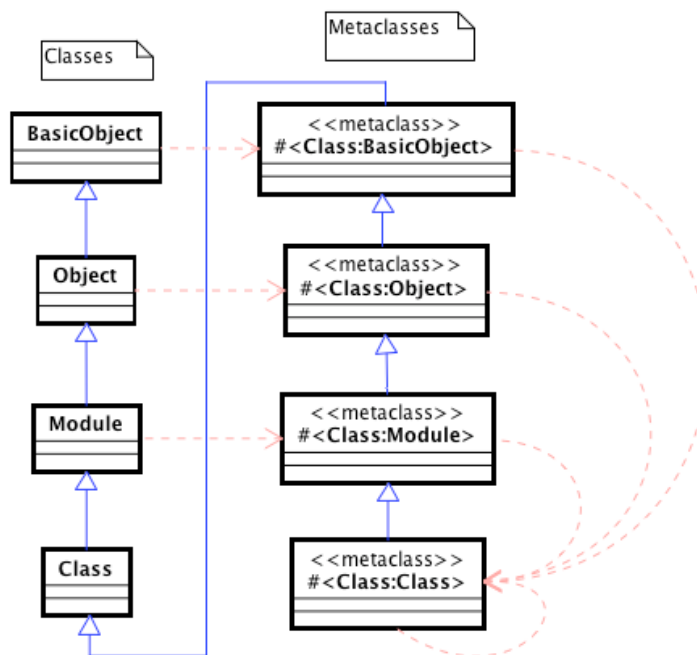 Classes
Metaclasses
BasicObject
<<metaclass>>
#<Class:BasicObject>
Object
<<metaclass>>
#<Class:Object>
Module
<<metaclass>>
#<Class:Module>
Class
<<metaclass>>
#<Class:Class>